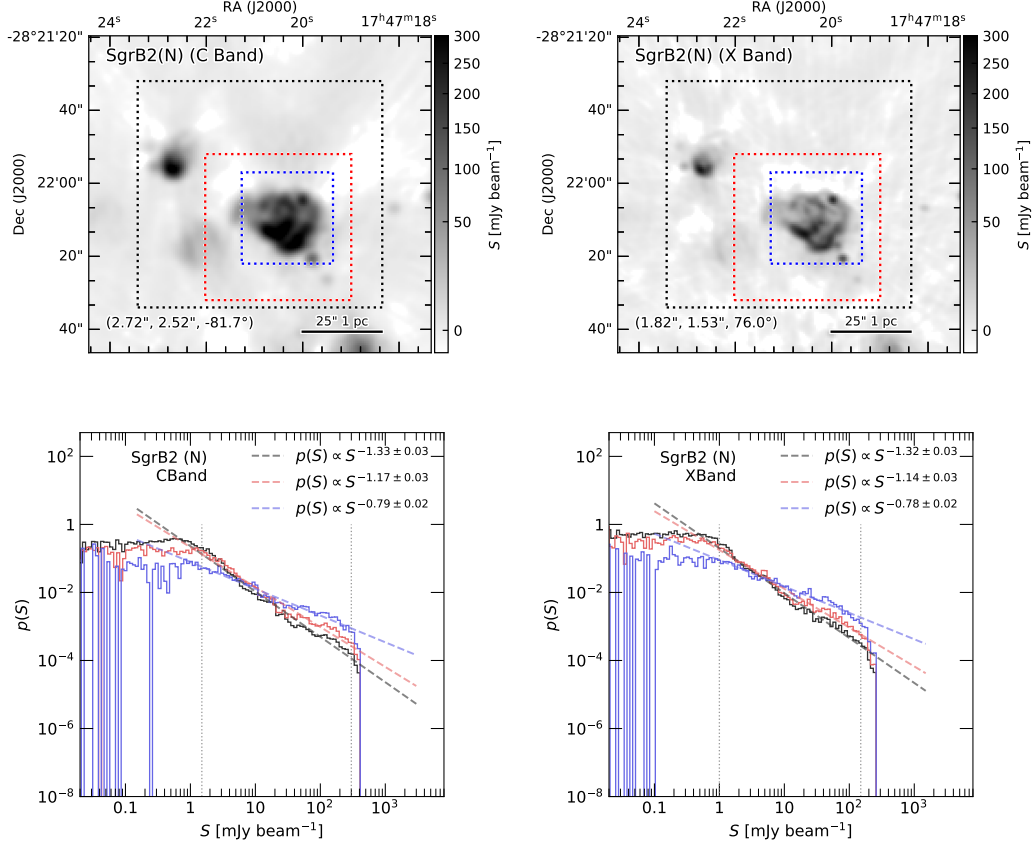 RA (J2000)
24ˢ 22ˢ 20ˢ 17ʰ47ᵐ18ˢ
-28°21'20"
40"
22'00"
20"
40"
Dec (J2000)
SgrB2(N) (C Band)
(2.72", 2.52", -81.7°)
25" 1 pc
300
250
200
150
100
50
0
S [mJy beam⁻¹]
RA (J2000)
24ˢ 22ˢ 20ˢ 17ʰ47ᵐ18ˢ
-28°21'20"
40"
22'00"
20"
40"
Dec (J2000)
SgrB2(N) (X Band)
(1.82", 1.53", 76.0°)
25" 1 pc
300
250
200
150
100
50
0
S [mJy beam⁻¹]
SgrB2 (N)
CBand
p(S) ∝ S⁻¹·³³ ± ⁰·⁰³
p(S) ∝ S⁻¹·¹⁷ ± ⁰·⁰³
p(S) ∝ S⁻⁰·⁷⁹ ± ⁰·⁰²
10²
1
10⁻²
10⁻⁴
10⁻⁶
10⁻⁸
p(S)
0.1 1 10 10² 10³
S [mJy beam⁻¹]
SgrB2 (N)
XBand
p(S) ∝ S⁻¹·³² ± ⁰·⁰³
p(S) ∝ S⁻¹·¹⁴ ± ⁰·⁰³
p(S) ∝ S⁻⁰·⁷⁸ ± ⁰·⁰²
10²
1
10⁻²
10⁻⁴
10⁻⁶
10⁻⁸
p(S)
0.1 1 10 10² 10³
S [mJy beam⁻¹]